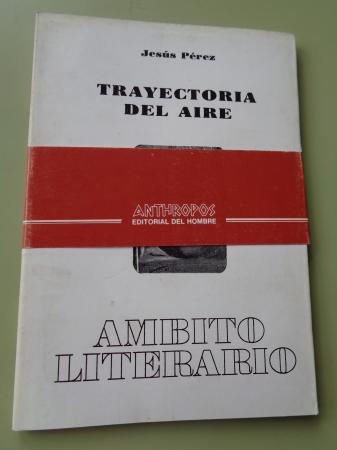 Jesús Pérez
TRAYECTORIA
DEL AIRE
ANTHROPOS
EDITORIAL DEL HOMBRE
AMBITO
LITERARIO